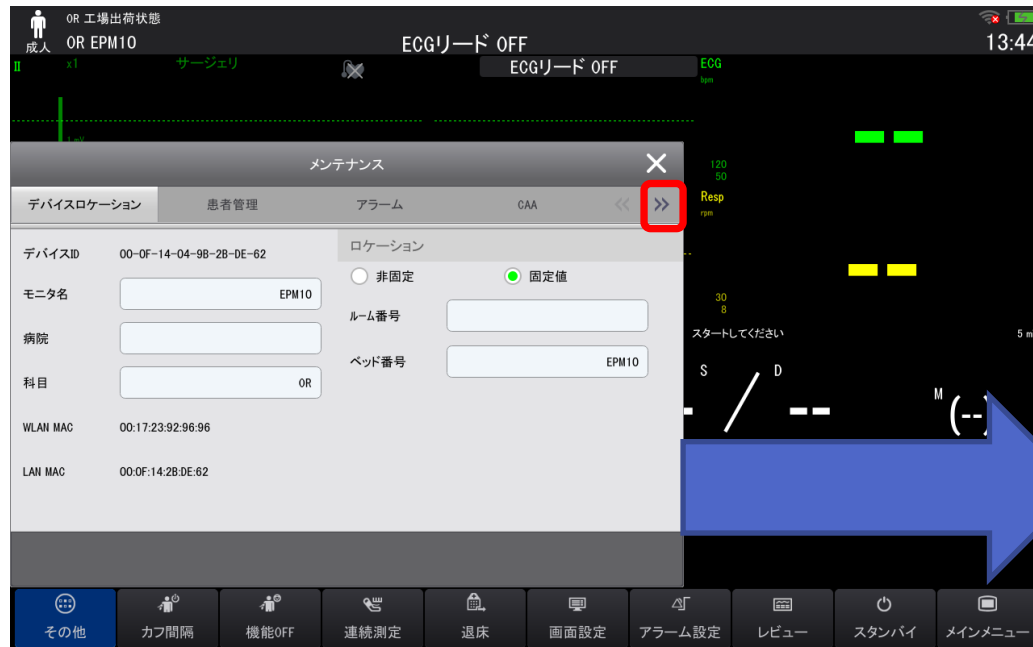 OR 工場出荷状態
成人 OR EPM10 ECGリード OFF 13:44
II x1 サージェリ ECGリード OFF ECG
bpm
1 mV
メンテナンス
120
50
デバイスロケーション 患者管理 アラーム CAA Resp
rpm
デバイスID 00-0F-14-04-9B-2B-DE-62 ロケーション
非固定 固定値
モニタ名 EPM10
30
8
ルーム番号
病院 スタートしてください 5 m
ベッド番号 EPM10
科目 OR
S / D M (--)
-- / --
WLAN MAC 00:17:23:92:96:96
LAN MAC 00:0F:14:2B:DE:62
その他 カフ間隔 機能OFF 連続測定 退床 画面設定 アラーム設定 レビュー スタンバイ メインメニュー